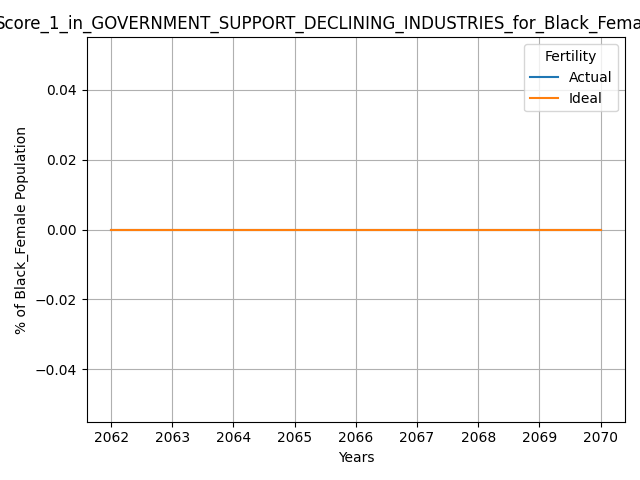 Score_1_in_GOVERNMENT_SUPPORT_DECLINING_INDUSTRIES_for_Black_Fema
Fertility
Actual
Ideal
0.04
0.02
0.00
−0.02
−0.04
% of Black_Female Population
2062 2063 2064 2065 2066 2067 2068 2069 2070
Years